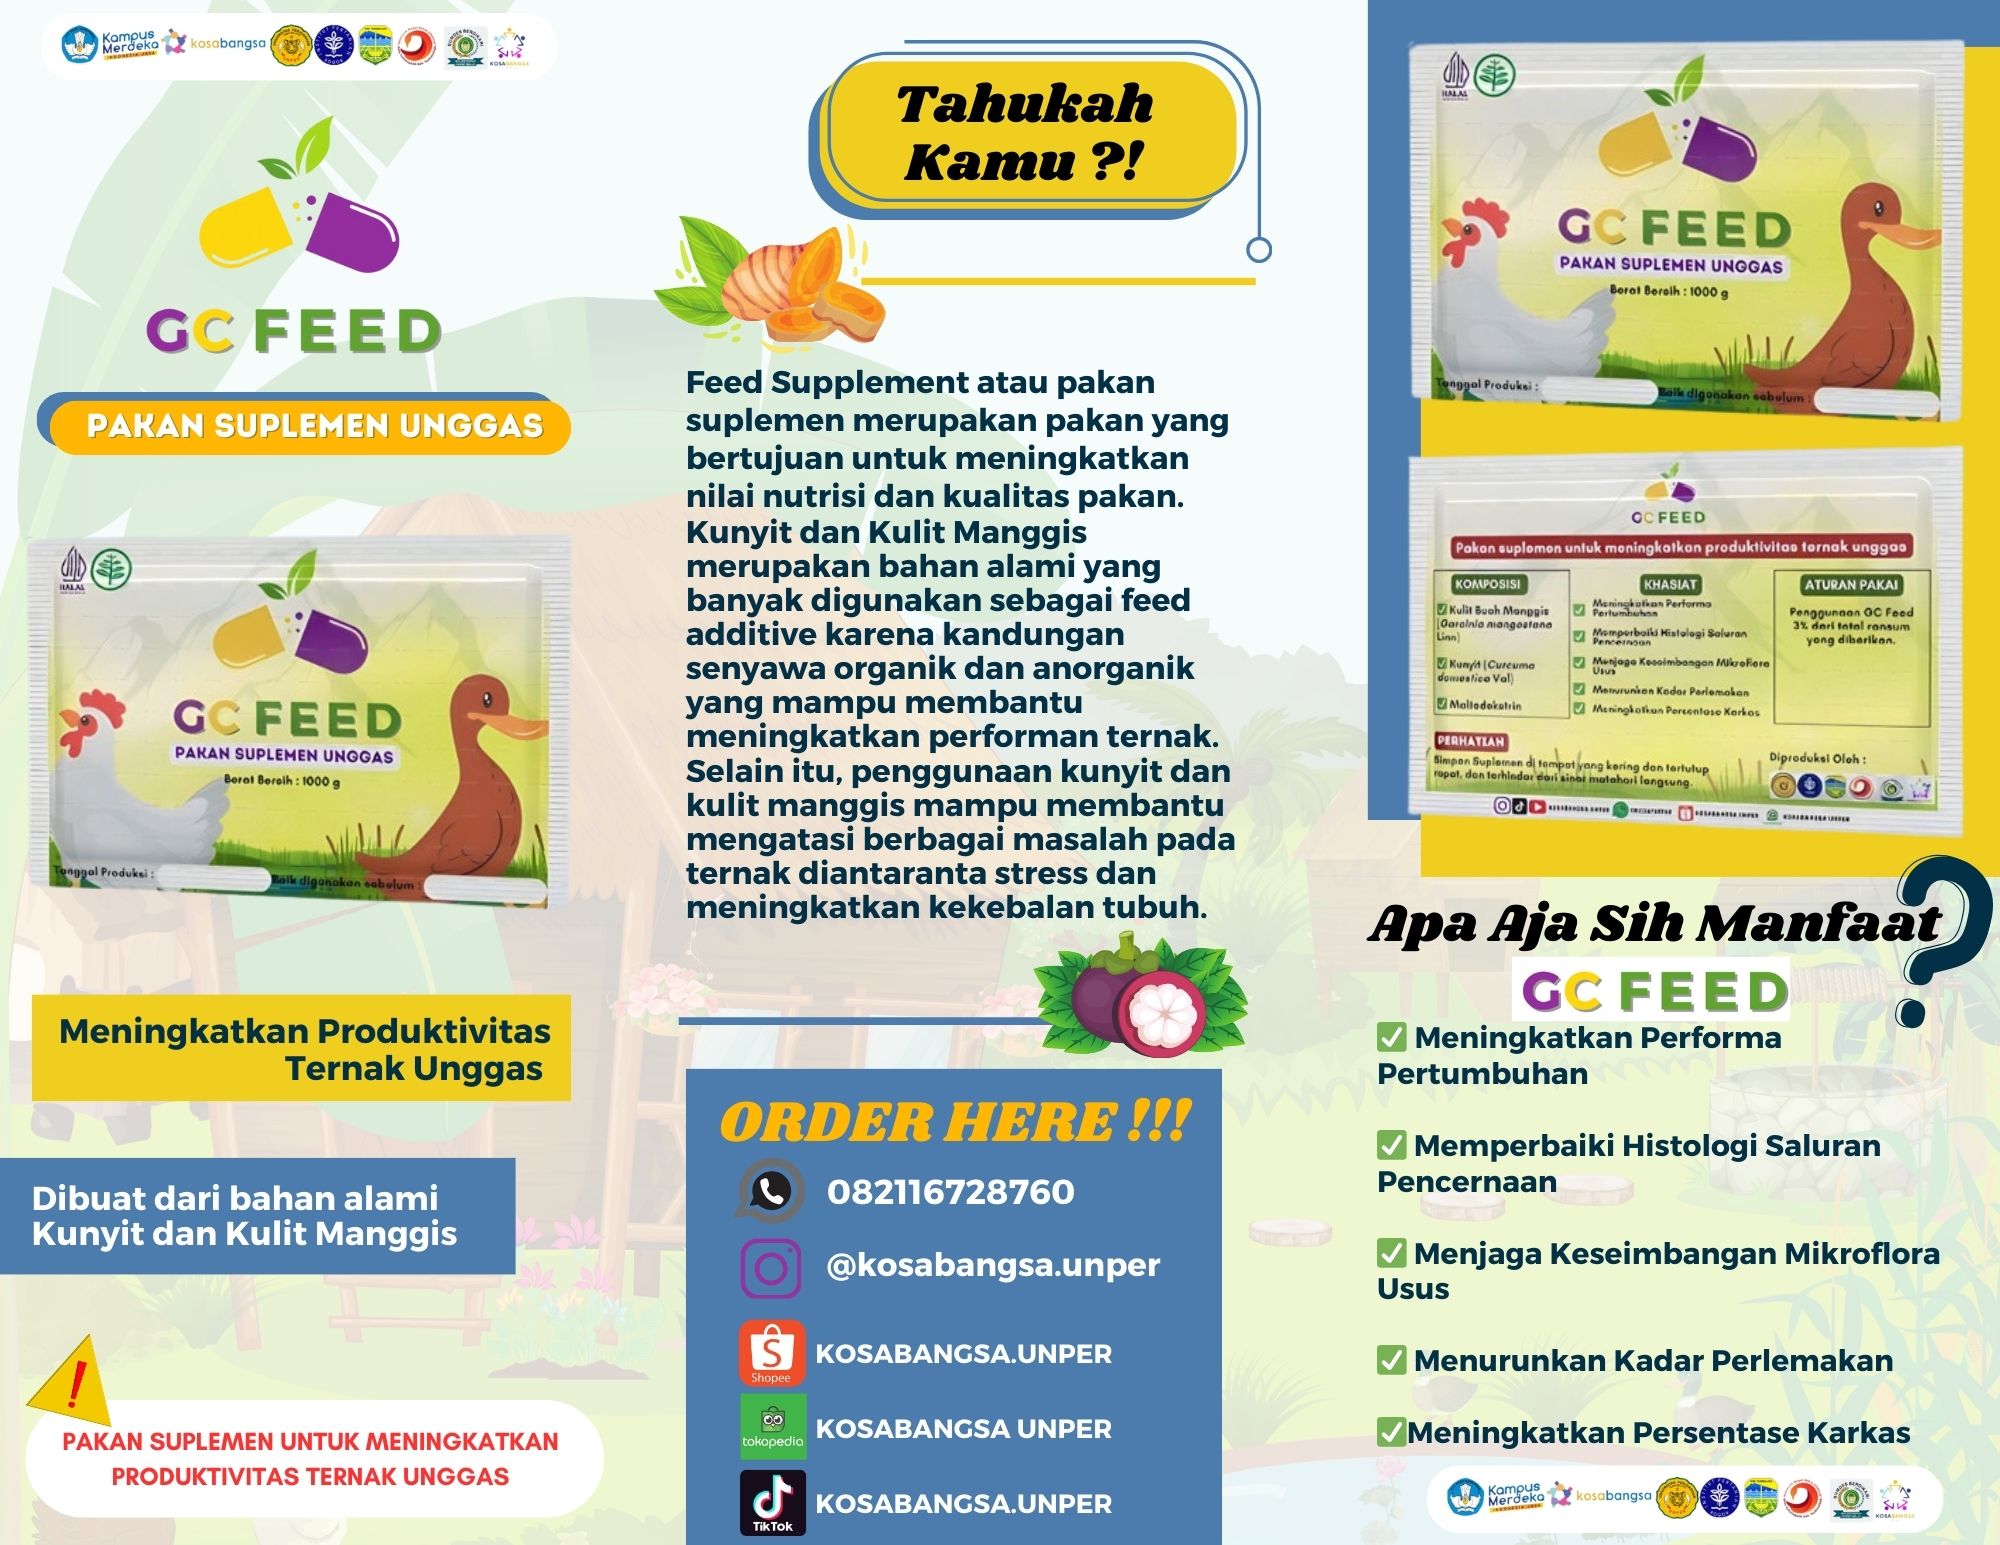 Kampus
Merdeka
INDONESIA JAYA
kosabangsa
KOSABANGSA
GC FEED
PAKAN SUPLEMEN UNGGAS
HALAL
GC FEED
PAKAN SUPLEMEN UNGGAS
Berat Bersih : 1000 g
Tanggal Produksi :
Baik digunakan sebelum :
Meningkatkan Produktivitas
Ternak Unggas
Dibuat dari bahan alami
Kunyit dan Kulit Manggis
!
PAKAN SUPLEMEN UNTUK MENINGKATKAN
PRODUKTIVITAS TERNAK UNGGAS
Tahukah
Kamu ?!
Feed Supplement atau pakan
suplemen merupakan pakan yang
bertujuan untuk meningkatkan
nilai nutrisi dan kualitas pakan.
Kunyit dan Kulit Manggis
merupakan bahan alami yang
banyak digunakan sebagai feed
additive karena kandungan
senyawa organik dan anorganik
yang mampu membantu
meningkatkan performan ternak.
Selain itu, penggunaan kunyit dan
kulit manggis mampu membantu
mengatasi berbagai masalah pada
ternak diantaranta stress dan
meningkatkan kekebalan tubuh.
ORDER HERE !!!
082116728760
@kosabangsa.unper
Shopee
KOSABANGSA.UNPER
tokopedia
KOSABANGSA UNPER
TikTok
KOSABANGSA.UNPER
HALAL
GC FEED
PAKAN SUPLEMEN UNGGAS
Berat Bersih : 1000 g
Tanggal Produksi :
Baik digunakan sebelum :
GC FEED
Pakan suplemen untuk meningkatkan produktivitas ternak unggas
KOMPOSISI
Kulit Buah Manggis
(Garsinia mangostana
Linn)
Kunyit (Curcuma
domestica Val)
Maltodekstrin
KHASIAT
Meningkatkan Performa
Pertumbuhan
Memperbaiki Histologi Saluran
Pencernaan
Menjaga Keseimbangan Mikroflora
Usus
Menurunkan Kadar Perlemakan
Meningkatkan Persentase Karkas
ATURAN PAKAI
Penggunaan GC Feed
3% dari total ransum
yang diberikan.
PERHATIAN
Simpan Suplemen di tempat yang kering dan tertutup
rapat, dan terhindar dari sinar matahari langsung.
Diproduksi Oleh :
KOSABANGSA.UNPER
KOSABANGSA UNPER
Apa Aja Sih Manfaat
?
GC FEED
✅ Meningkatkan Performa
Pertumbuhan
✅ Memperbaiki Histologi Saluran
Pencernaan
✅ Menjaga Keseimbangan Mikroflora
Usus
✅ Menurunkan Kadar Perlemakan
✅Meningkatkan Persentase Karkas
Kampus
Merdeka
INDONESIA JAYA
kosabangsa
KOSABANGSA